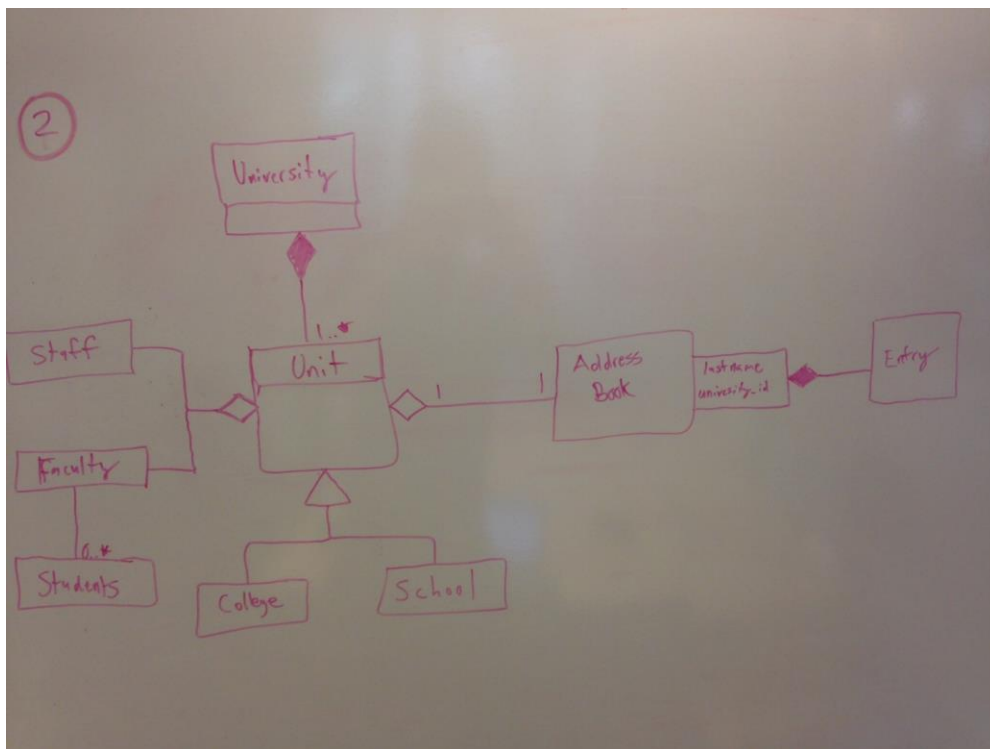 2
University
1..*
Staff
Unit
1
1
Address
Book
lastname
university_id
Entry
Faculty
0..*
Students
College
School